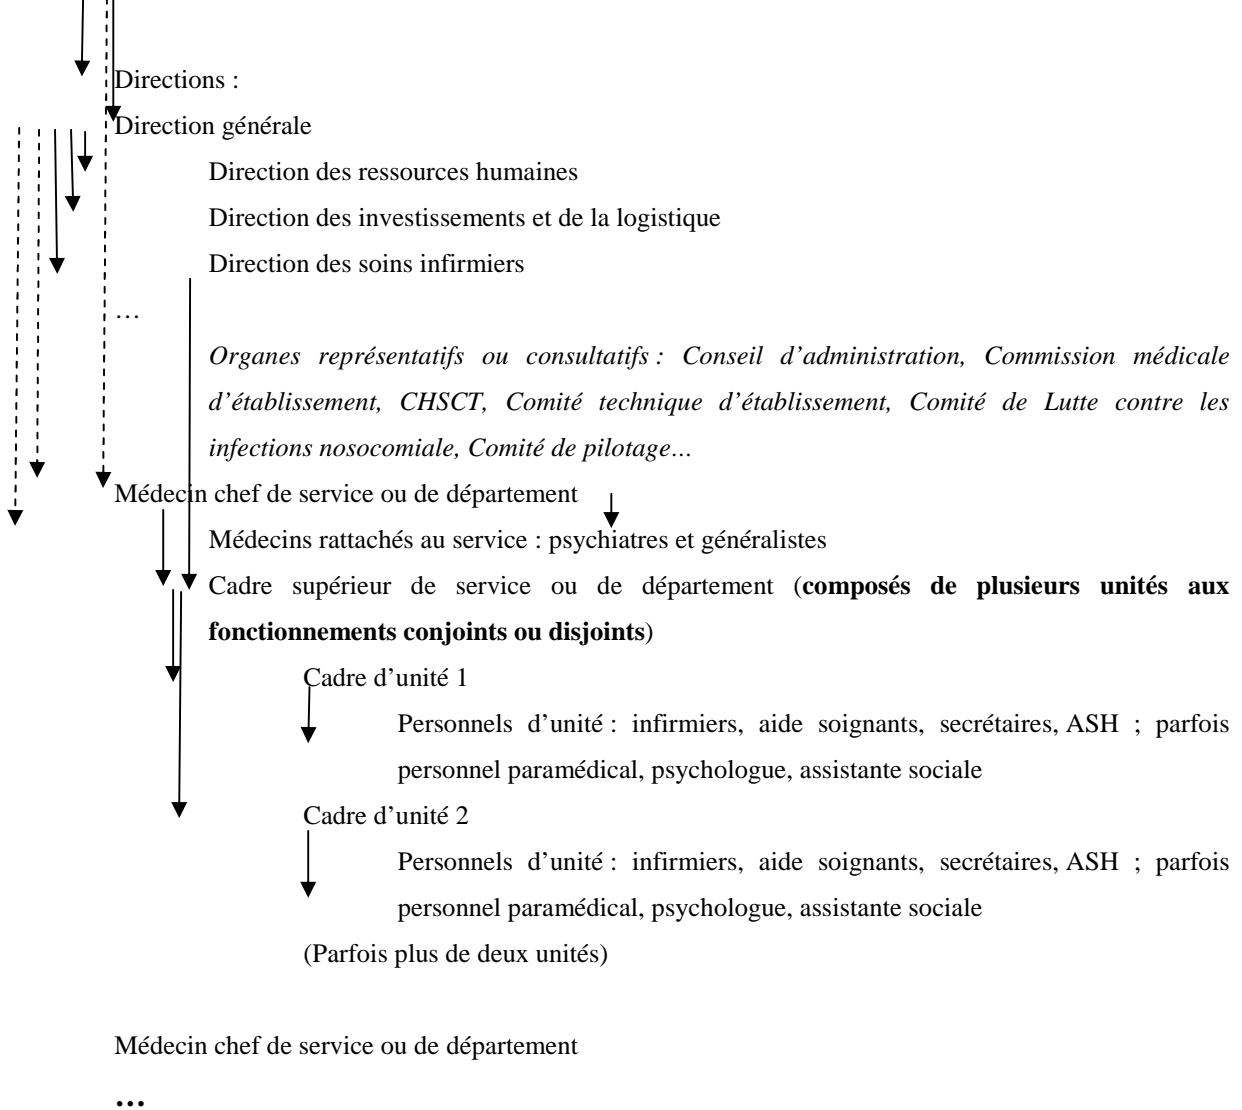 Directions :
Direction générale
Direction des ressources humaines
Direction des investissements et de la logistique
Direction des soins infirmiers
…
Organes représentatifs ou consultatifs : Conseil d’administration, Commission médicale
d’établissement, CHSCT, Comité technique d’établissement, Comité de Lutte contre les
infections nosocomiale, Comité de pilotage…
Médecin chef de service ou de département
Médecins rattachés au service : psychiatres et généralistes
Cadre supérieur de service ou de département (composés de plusieurs unités aux
fonctionnements conjoints ou disjoints)
Cadre d’unité 1
Personnels d’unité : infirmiers, aide soignants, secrétaires, ASH ; parfois
personnel paramédical, psychologue, assistante sociale
Cadre d’unité 2
Personnels d’unité : infirmiers, aide soignants, secrétaires, ASH ; parfois
personnel paramédical, psychologue, assistante sociale
(Parfois plus de deux unités)
Médecin chef de service ou de département
…